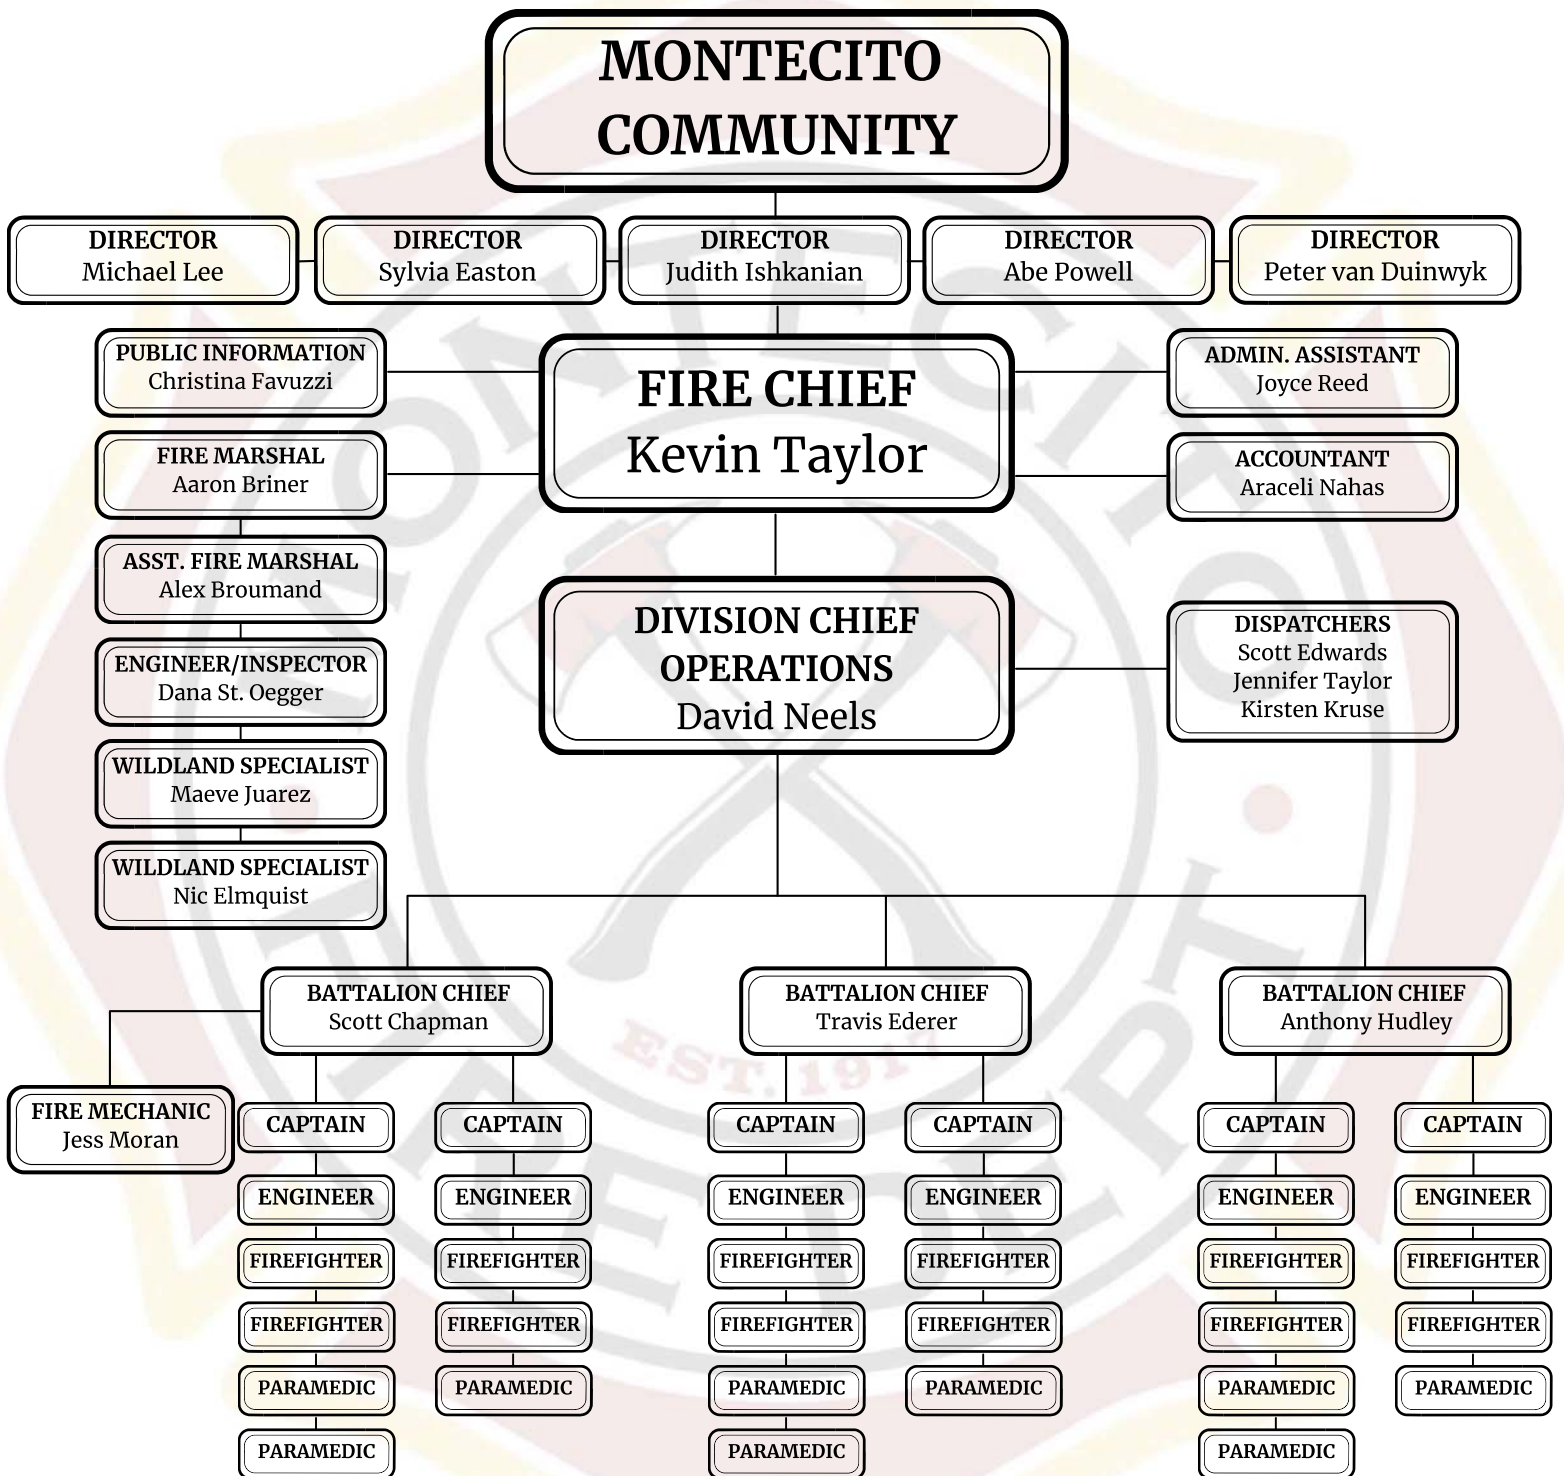 MONTECITO
COMMUNITY
DIRECTOR
Michael Lee
DIRECTOR
Sylvia Easton
DIRECTOR
Judith Ishkanian
DIRECTOR
Abe Powell
DIRECTOR
Peter van Duinwyk
PUBLIC INFORMATION
Christina Favuzzi
FIRE CHIEF
Kevin Taylor
ADMIN. ASSISTANT
Joyce Reed
FIRE MARSHAL
Aaron Briner
ACCOUNTANT
Araceli Nahas
ASST. FIRE MARSHAL
Alex Broumand
DIVISION CHIEF
OPERATIONS
David Neels
DISPATCHERS
Scott Edwards
Jennifer Taylor
Kirsten Kruse
ENGINEER/INSPECTOR
Dana St. Oegger
WILDLAND SPECIALIST
Maeve Juarez
WILDLAND SPECIALIST
Nic Elmquist
BATTALION CHIEF
Scott Chapman
BATTALION CHIEF
Travis Ederer
BATTALION CHIEF
Anthony Hudley
FIRE MECHANIC
Jess Moran
CAPTAIN
ENGINEER
FIREFIGHTER
FIREFIGHTER
PARAMEDIC
PARAMEDIC
CAPTAIN
ENGINEER
FIREFIGHTER
FIREFIGHTER
PARAMEDIC
CAPTAIN
ENGINEER
FIREFIGHTER
FIREFIGHTER
PARAMEDIC
PARAMEDIC
CAPTAIN
ENGINEER
FIREFIGHTER
FIREFIGHTER
PARAMEDIC
CAPTAIN
ENGINEER
FIREFIGHTER
FIREFIGHTER
PARAMEDIC
PARAMEDIC
CAPTAIN
ENGINEER
FIREFIGHTER
FIREFIGHTER
PARAMEDIC
MONTECITO
FIRE DEPT
EST. 1917